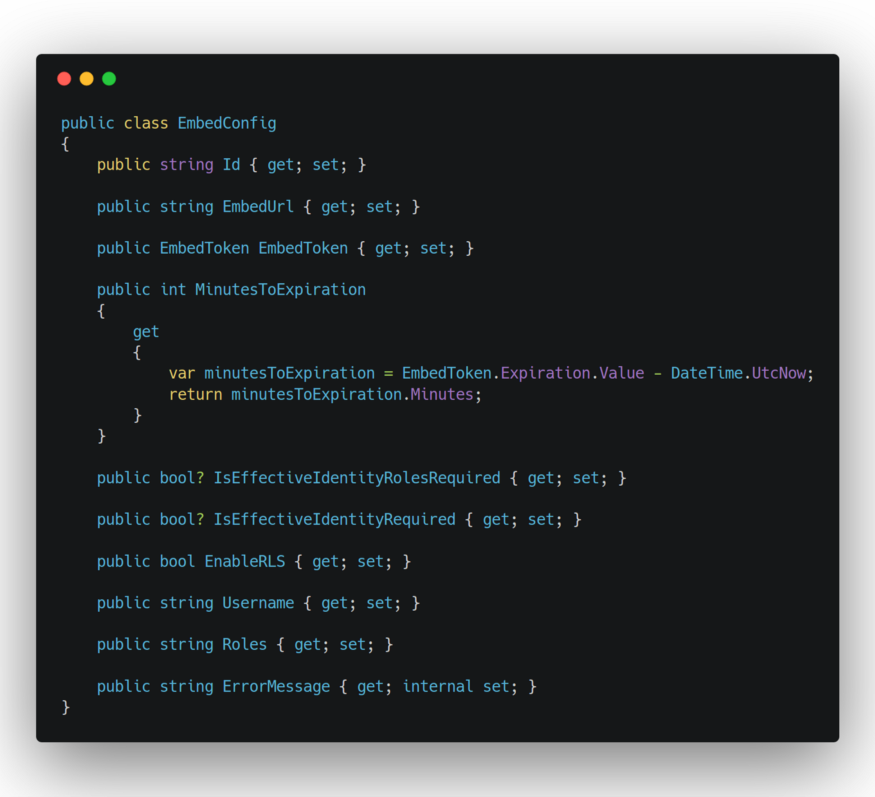 public class EmbedConfig
{
    public string Id { get; set; }

    public string EmbedUrl { get; set; }

    public EmbedToken EmbedToken { get; set; }

    public int MinutesToExpiration
    {
        get
        {
            var minutesToExpiration = EmbedToken.Expiration.Value - DateTime.UtcNow;
            return minutesToExpiration.Minutes;
        }
    }

    public bool? IsEffectiveIdentityRolesRequired { get; set; }

    public bool? IsEffectiveIdentityRequired { get; set; }

    public bool EnableRLS { get; set; }

    public string Username { get; set; }

    public string Roles { get; set; }

    public string ErrorMessage { get; internal set; }
}